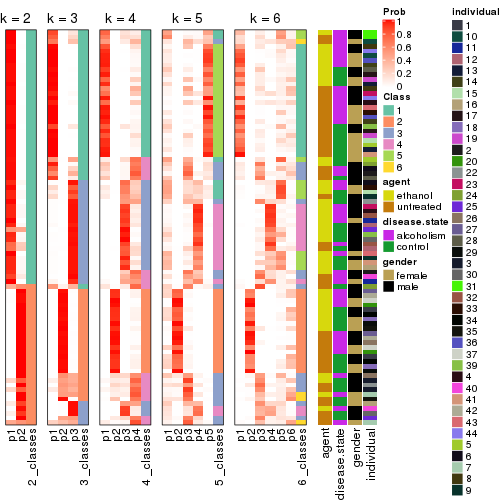 k = 2
k = 3
k = 4
k = 5
k = 6
p1
p2
2_classes
p1
p2
p3
3_classes
p1
p2
p3
p4
4_classes
p1
p2
p3
p4
p5
5_classes
p1
p2
p3
p4
p5
p6
6_classes
agent
disease.state
gender
individual
Prob
1
0.8
0.6
0.4
0.2
0
Class
1
2
3
4
5
6
agent
ethanol
untreated
disease.state
alcoholism
control
gender
female
male
individual
1
10
11
12
13
14
15
16
17
18
19
2
20
22
23
24
25
26
27
28
29
3
30
31
32
33
34
35
36
37
39
4
40
41
42
43
44
5
6
7
8
9